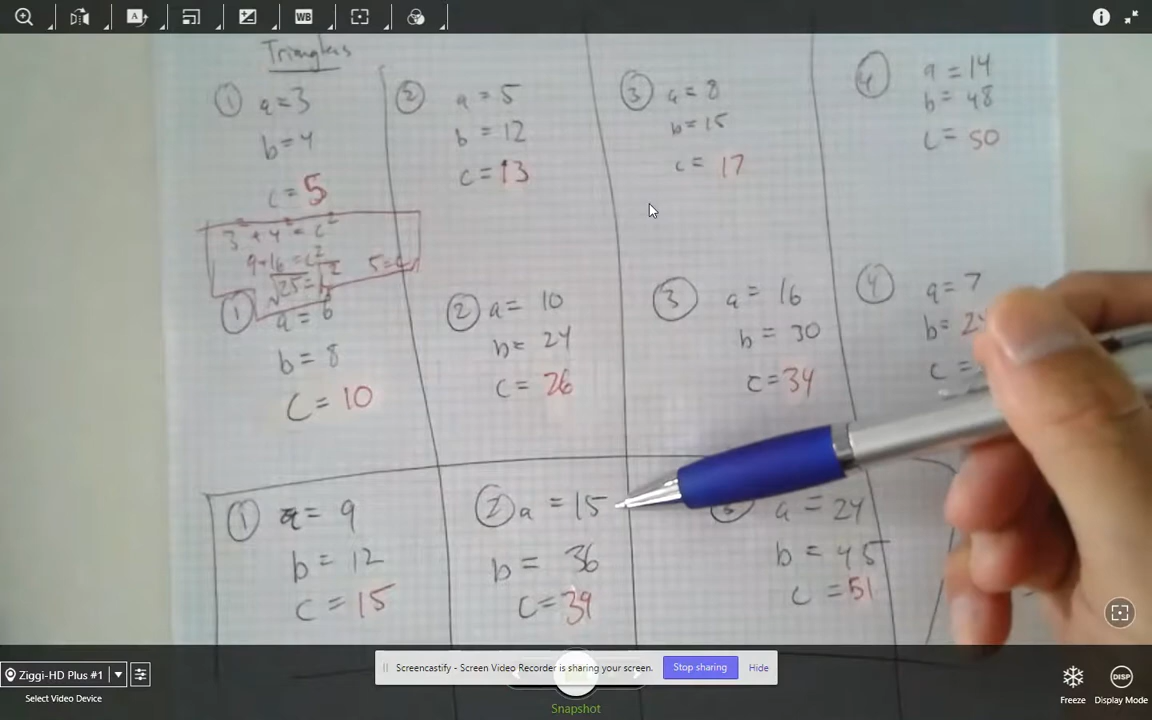 A
WB
i
Triangles
① a = 3
b = 4
c = 5
3² + 4² = c²
9 + 16 = c²
5 = c
② a = 5
b = 12
c = 13
③ a = 8
b = 15
c = 17
④ a = 14
b = 48
c = 50
① a = 6
b = 8
c = 10
② a = 10
b = 24
c = 26
③ a = 16
b = 30
c = 34
④ a = 7
b = 2
c =
① a = 9
b = 12
c = 15
② a = 15
b = 36
c = 39
a = 24
b = 45
c = 51
Ziggi-HD Plus #1
Select Video Device
Screencastify - Screen Video Recorder is sharing your screen.
Stop sharing
Hide
Snapshot
Freeze
DISP
Display Mode